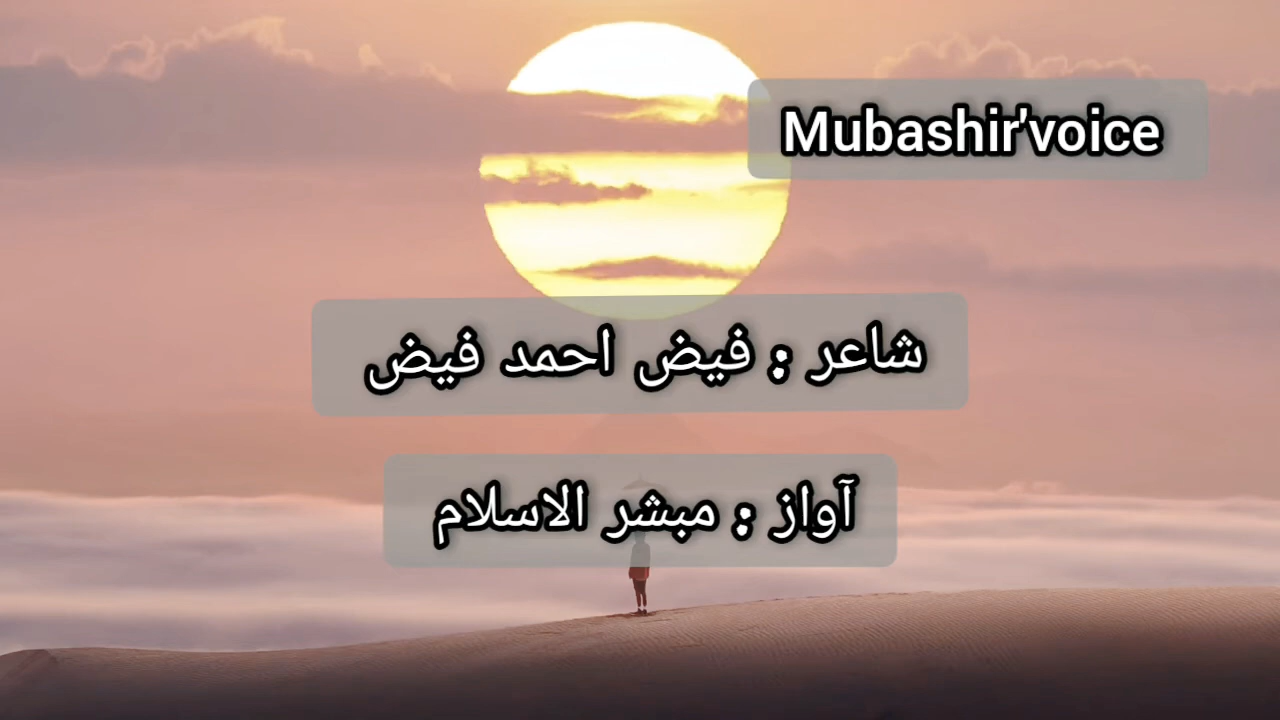 Mubashir'voice
شاعر : فیض احمد فیض
آواز : مبشر الاسلام